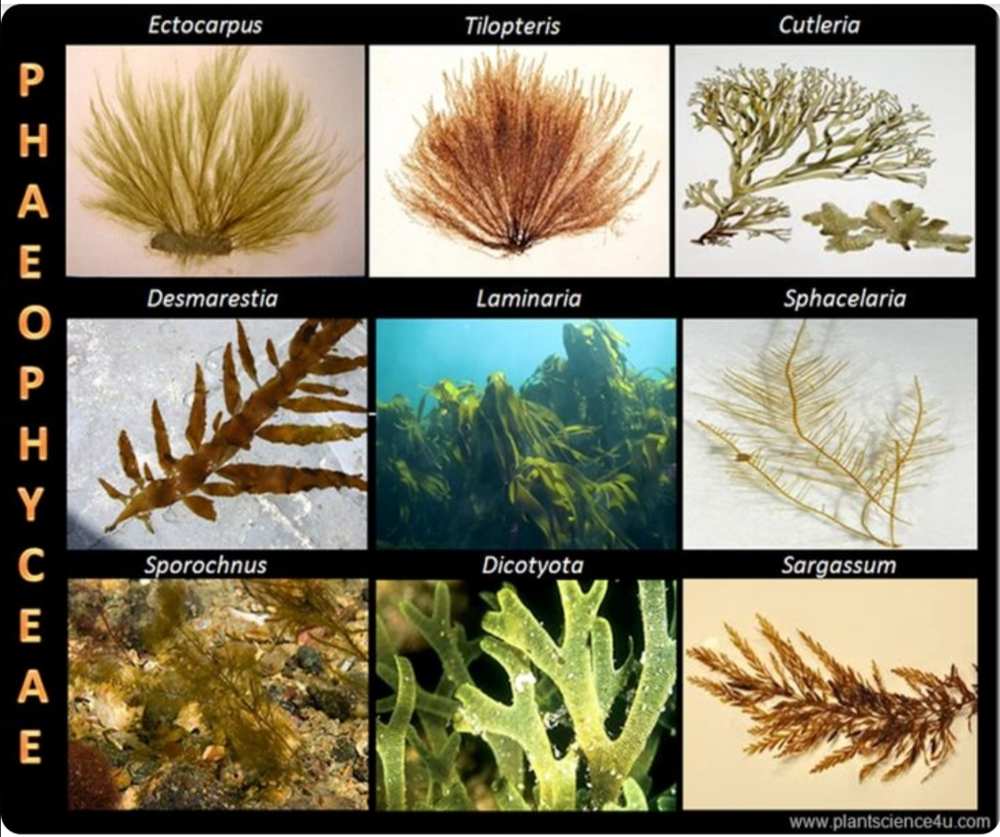 PHAEOPHYCEAE
Ectocarpus
Tilopteris
Cutleria
Desmarestia
Laminaria
Sphacelaria
Sporochnus
Dicotyota
Sargassum
www.plantscience4u.com